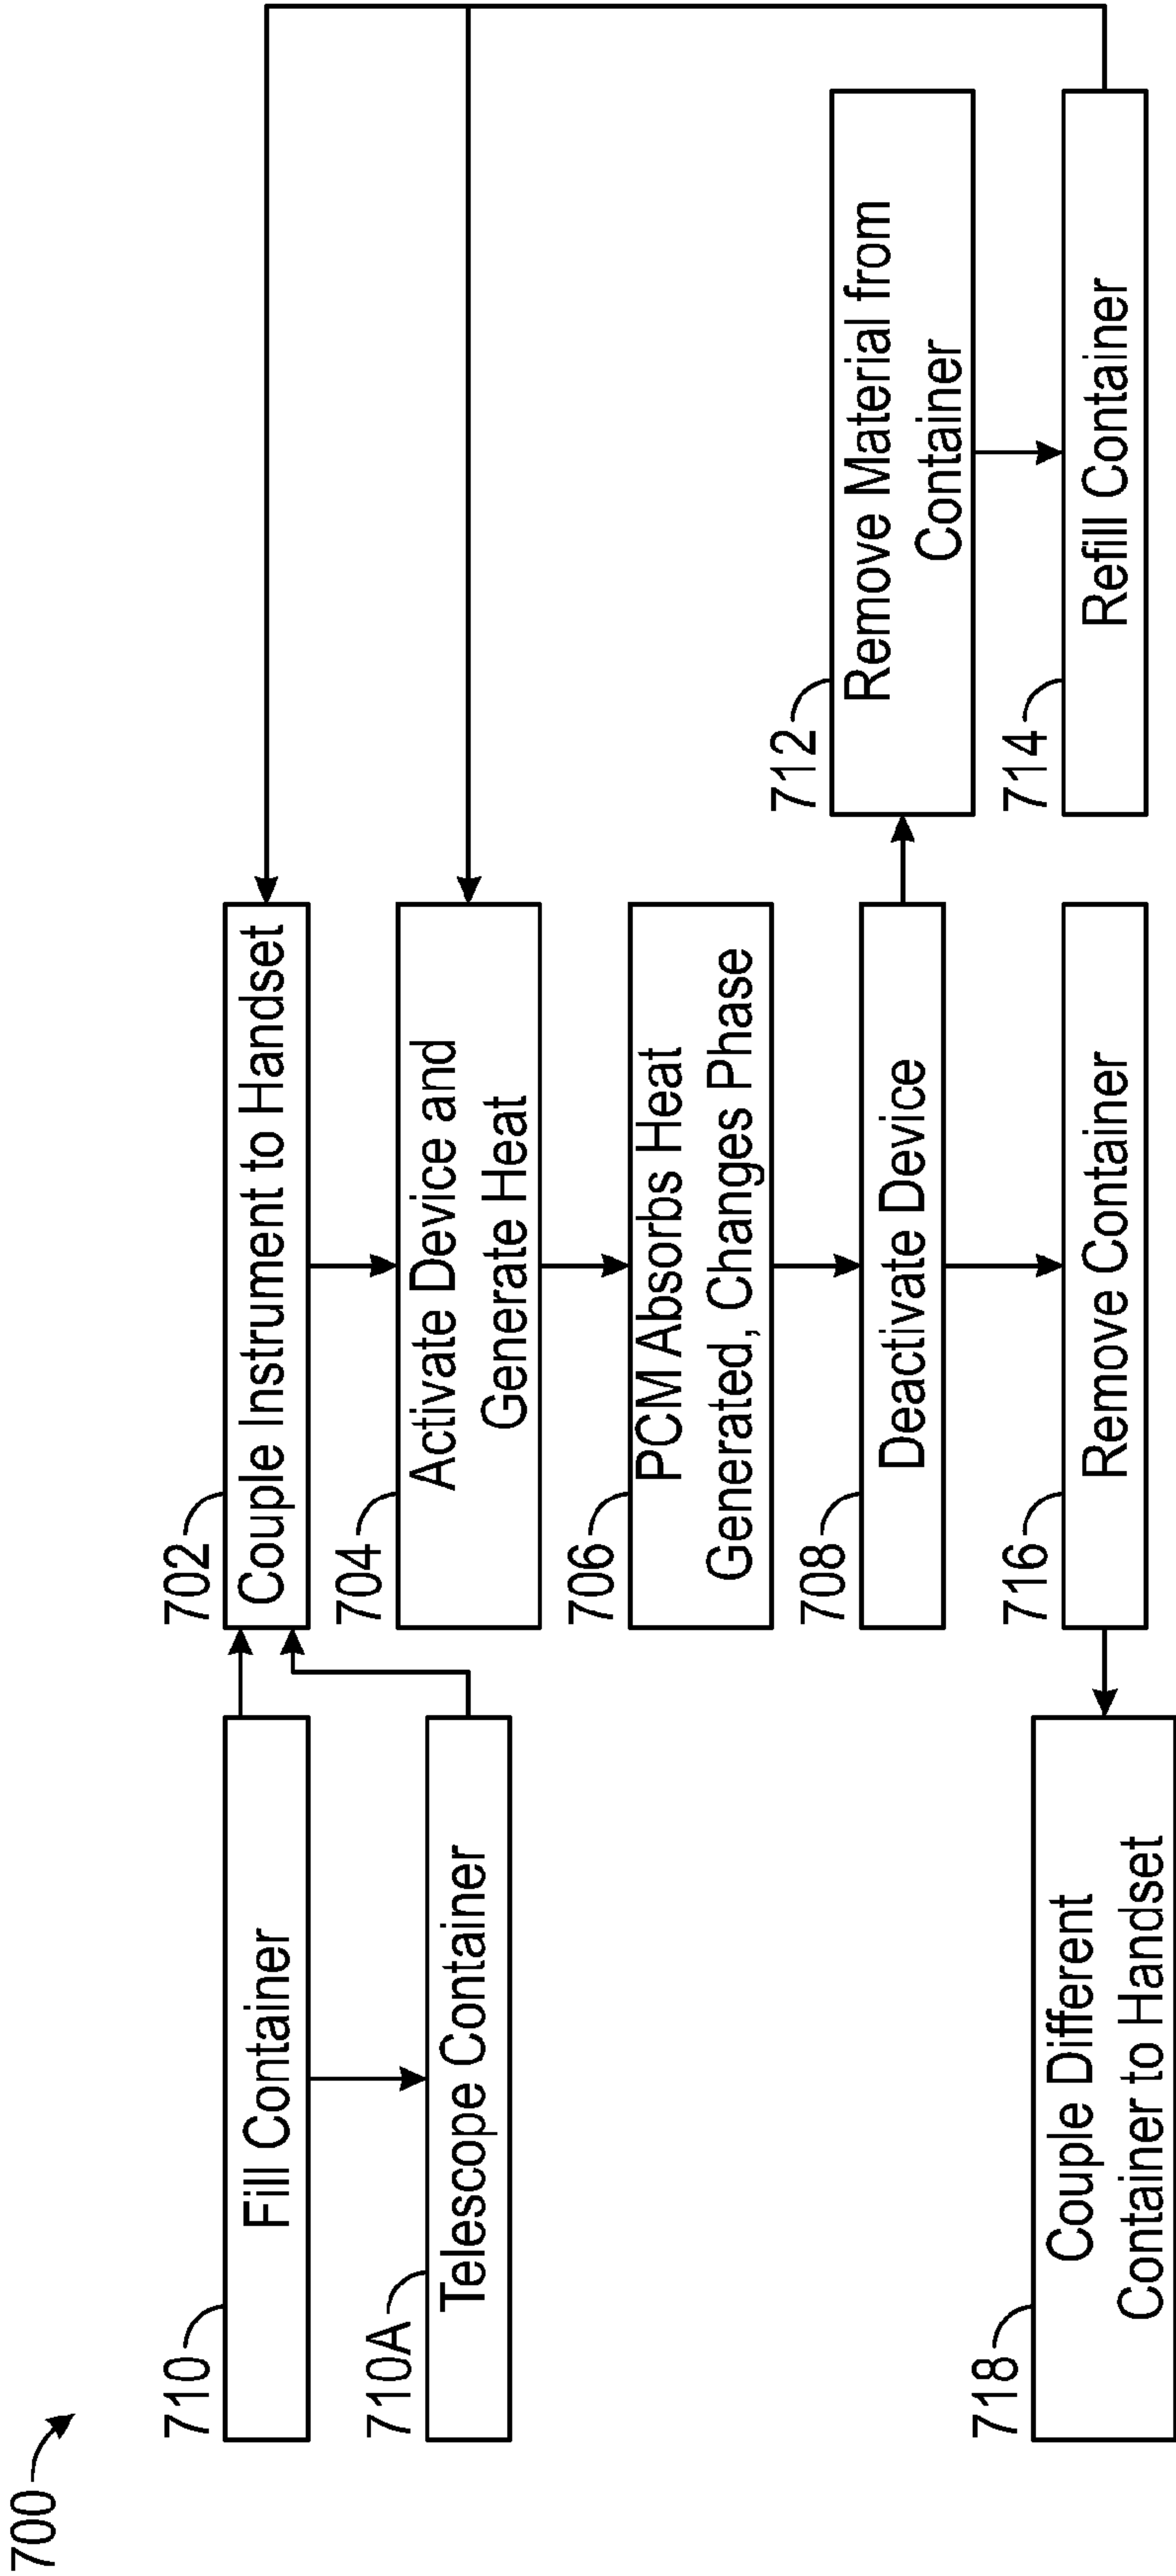 700
710
Fill Container
710A
Telescope Container
702
Couple Instrument to Handset
704
Activate Device and
Generate Heat
706
PCM Absorbs Heat
Generated, Changes Phase
708
Deactivate Device
712
Remove Material from
Container
714
Refill Container
716
Remove Container
718
Couple Different
Container to Handset